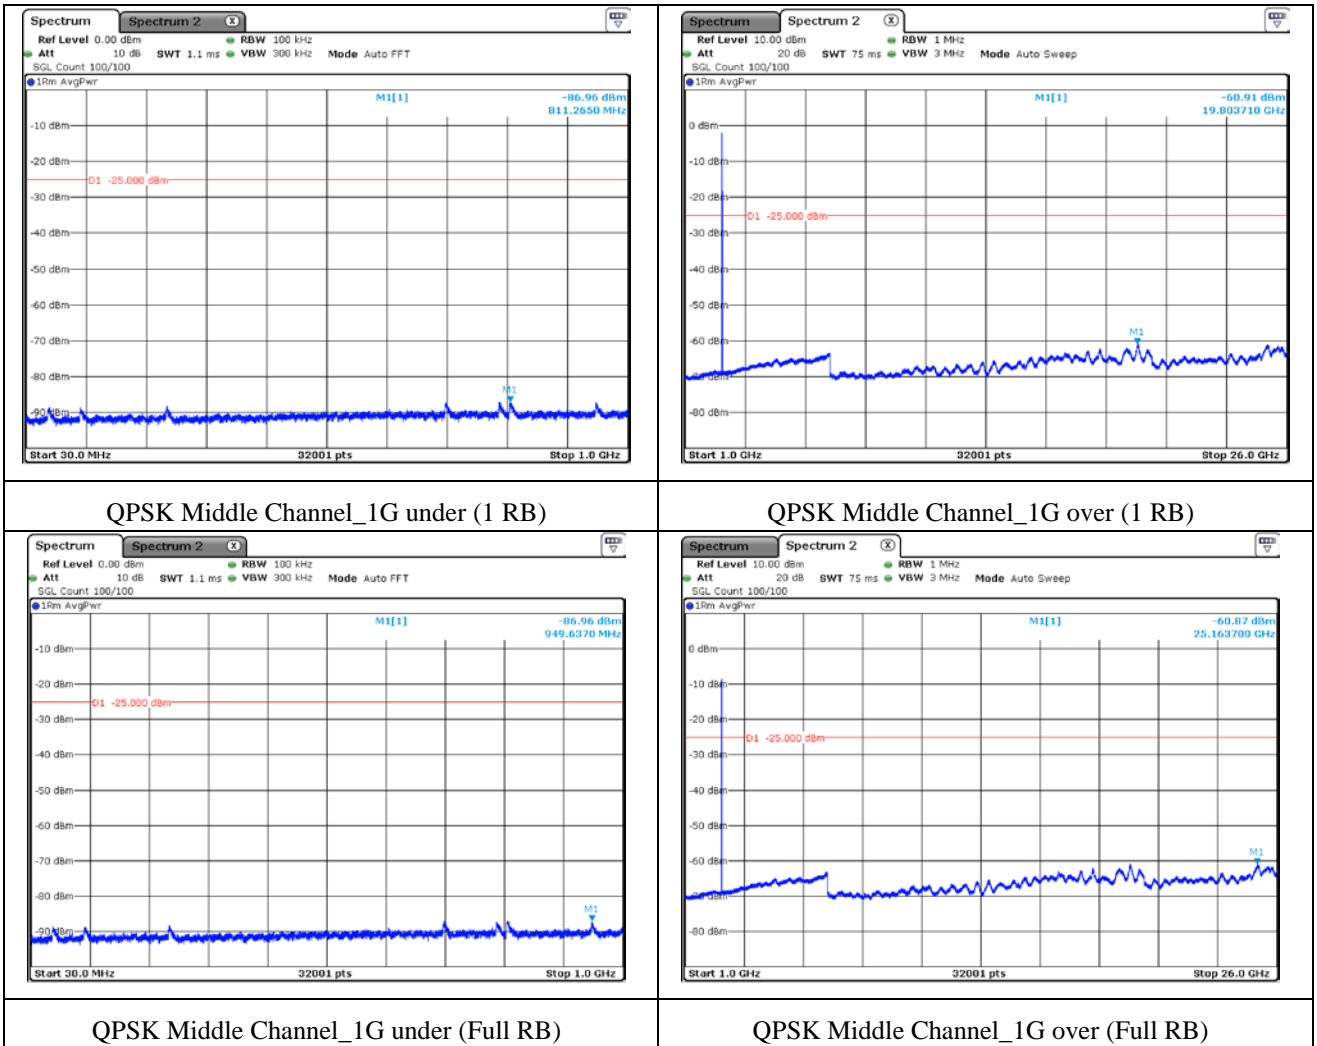 Spectrum Spectrum 2 X
Ref Level 0.00 dBm RBW 100 kHz
Att 10 dB SWT 1.1 ms VBW 300 kHz Mode Auto FFT
SGL Count 100/100
1Rm AvgPwr
M1[1] -86.96 dBm
811.2650 MHz
-10 dBm
-20 dBm
D1 -25.000 dBm
-30 dBm
-40 dBm
-50 dBm
-60 dBm
-70 dBm
-80 dBm
M1
-90 dBm
Start 30.0 MHz 32001 pts Stop 1.0 GHz
QPSK Middle Channel_1G under (1 RB)
Spectrum Spectrum 2 X
Ref Level 10.00 dBm RBW 1 MHz
Att 20 dB SWT 75 ms VBW 3 MHz Mode Auto Sweep
SGL Count 100/100
1Rm AvgPwr
M1[1] -60.91 dBm
19.803710 GHz
0 dBm
-10 dBm
-20 dBm
D1 -25.000 dBm
-30 dBm
-40 dBm
-50 dBm
M1
-60 dBm
-70 dBm
-80 dBm
Start 1.0 GHz 32001 pts Stop 26.0 GHz
QPSK Middle Channel_1G over (1 RB)
Spectrum Spectrum 2 X
Ref Level 0.00 dBm RBW 100 kHz
Att 10 dB SWT 1.1 ms VBW 300 kHz Mode Auto FFT
SGL Count 100/100
1Rm AvgPwr
M1[1] -86.96 dBm
949.6370 MHz
-10 dBm
-20 dBm
D1 -25.000 dBm
-30 dBm
-40 dBm
-50 dBm
-60 dBm
-70 dBm
-80 dBm
M1
-90 dBm
Start 30.0 MHz 32001 pts Stop 1.0 GHz
QPSK Middle Channel_1G under (Full RB)
Spectrum Spectrum 2 X
Ref Level 10.00 dBm RBW 1 MHz
Att 20 dB SWT 75 ms VBW 3 MHz Mode Auto Sweep
SGL Count 100/100
1Rm AvgPwr
M1[1] -60.87 dBm
25.163700 GHz
0 dBm
-10 dBm
-20 dBm
D1 -25.000 dBm
-30 dBm
-40 dBm
-50 dBm
M1
-60 dBm
-70 dBm
-80 dBm
Start 1.0 GHz 32001 pts Stop 26.0 GHz
QPSK Middle Channel_1G over (Full RB)